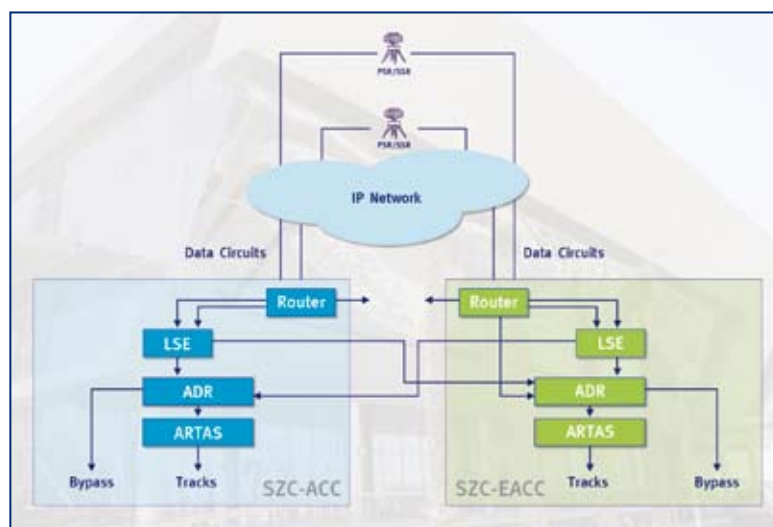 PSR/SSR
PSR/SSR
IP Network
Data Circuits
Data Circuits
Router
Router
LSE
LSE
ADR
ADR
ARTAS
ARTAS
Bypass
Tracks
SZC-ACC
SZC-EACC
Tracks
Bypass